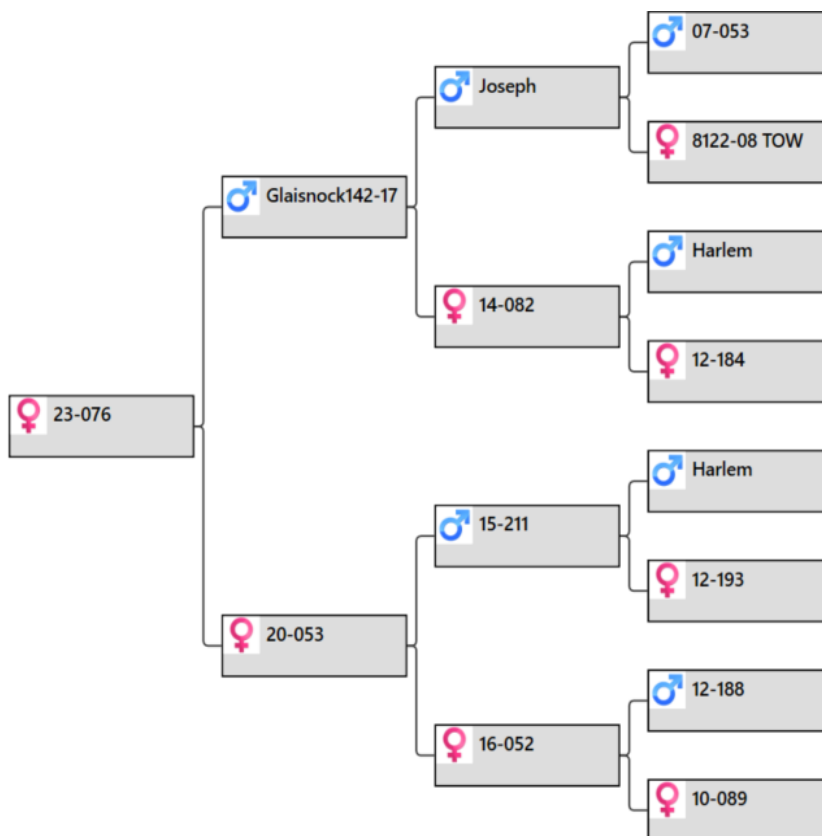 07-053
Joseph
8122-08 TOW
Glaisnock142-17
Harlem
14-082
12-184
23-076
Harlem
15-211
12-193
20-053
12-188
16-052
10-089